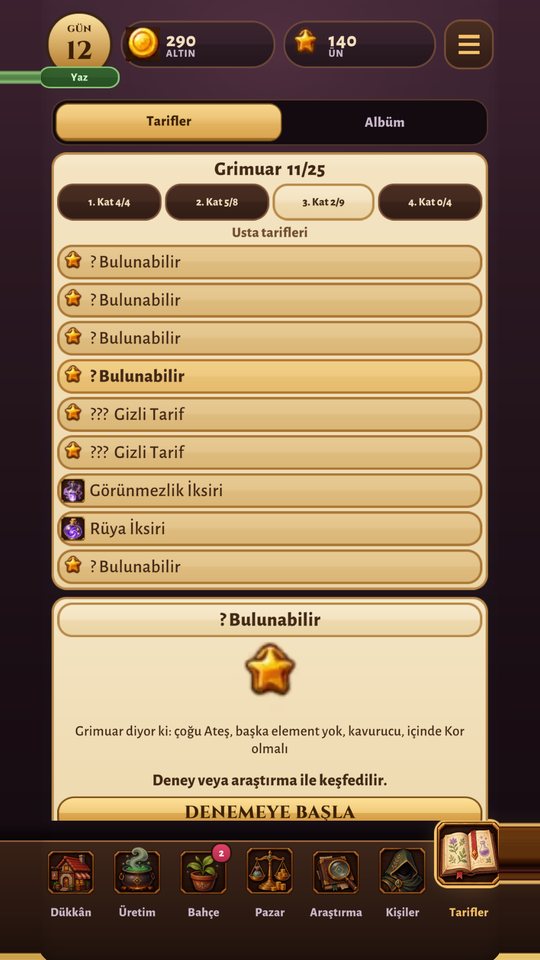 GÜN
12
Yaz
290
ALTIN
140
ÜN
Tarifler
Albüm
Grimuar 11/25
1. Kat 4/4
2. Kat 5/8
3. Kat 2/9
4. Kat 0/4
Usta tarifleri
? Bulunabilir
? Bulunabilir
? Bulunabilir
? Bulunabilir
??? Gizli Tarif
??? Gizli Tarif
Görünmezlik İksiri
Rüya İksiri
? Bulunabilir
? Bulunabilir
Grimuar diyor ki: çoğu Ateş, başka element yok, kavurucu, içinde Kor
olmalı
Deney veya araştırma ile keşfedilir.
DENEMEYE BAŞLA
2
Dükkân
Üretim
Bahçe
Pazar
Araştırma
Kişiler
Tarifler